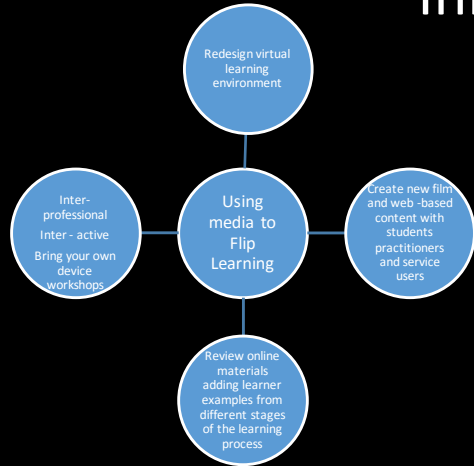 Redesign virtual
learning
environment
Inter-
professional
Inter - active
Bring your own
device
workshops
Using
media to
Flip
Learning
Create new film
and web -based
content with
students
practitioners
and service
users
Review online
materials
adding learner
examples from
different stages
of the learning
process